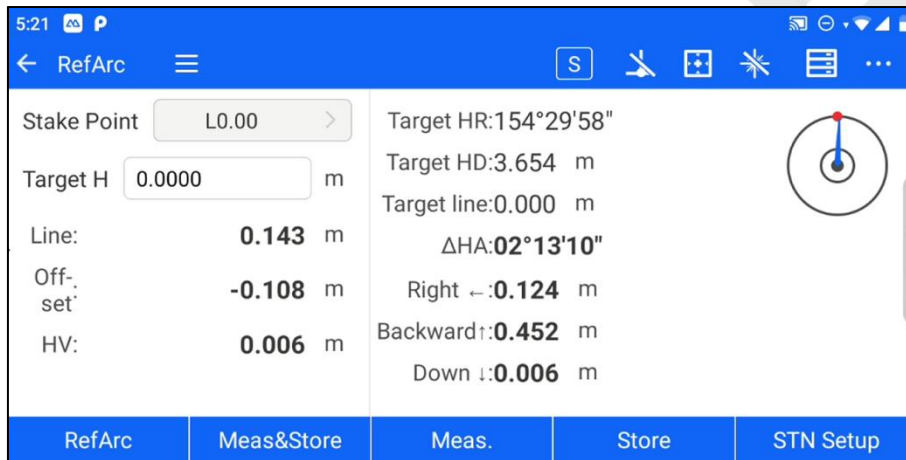 5:21
RefArc
S
Stake Point L0.00 >
Target H 0.0000 m
Line: 0.143 m
Off-set: -0.108 m
HV: 0.006 m
Target HR:154°29'58"
Target HD:3.654 m
Target line:0.000 m
ΔHA:02°13'10"
Right ←:0.124 m
Backward↑:0.452 m
Down ↓:0.006 m
RefArc Meas&Store Meas. Store STN Setup